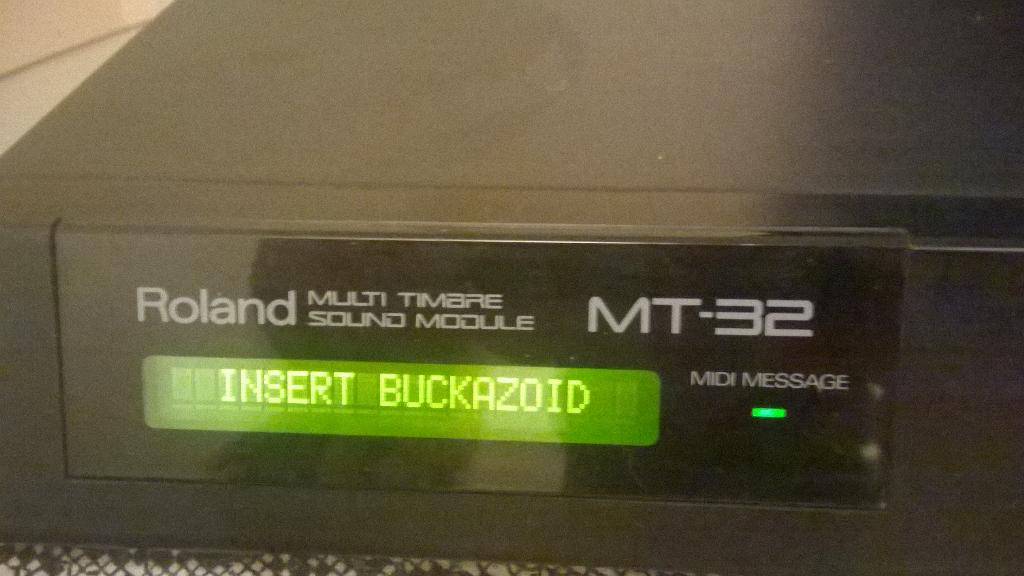 Roland MULTI TIMBRE
SOUND MODULE
MT-32
INSERT BUCKAZOID
MIDI MESSAGE